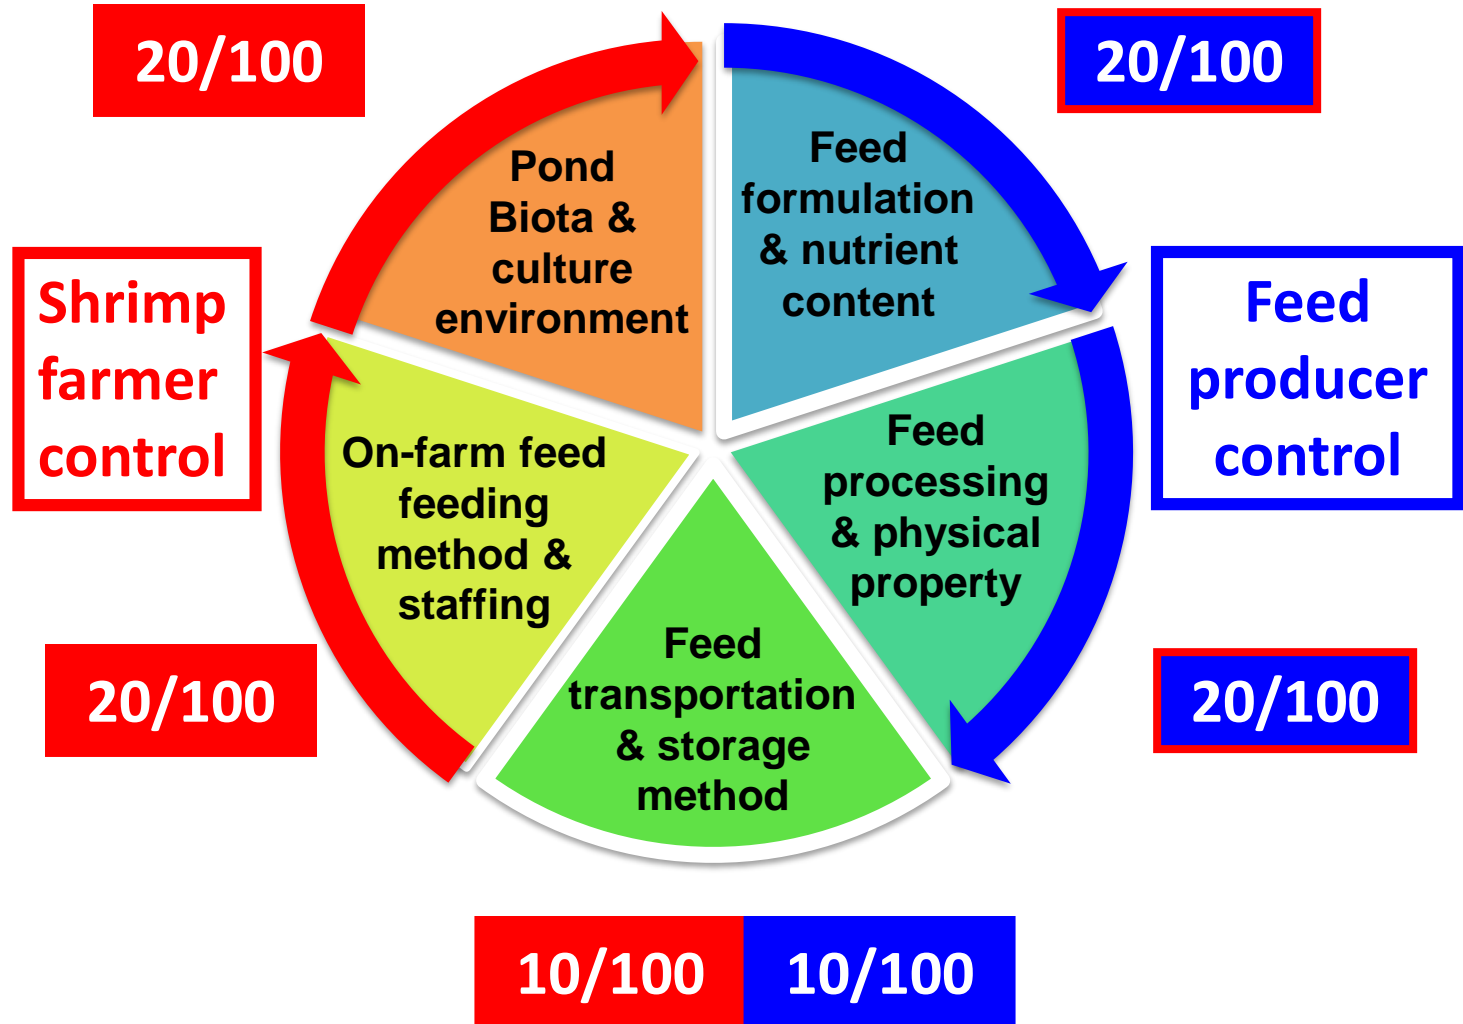 20/100
20/100
Pond
Biota &
culture
environment
Feed
formulation
& nutrient
content
Shrimp
farmer
control
Feed
producer
control
On-farm feed
feeding
method &
staffing
Feed
processing
& physical
property
Feed
transportation
& storage
method
20/100
20/100
10/100
10/100